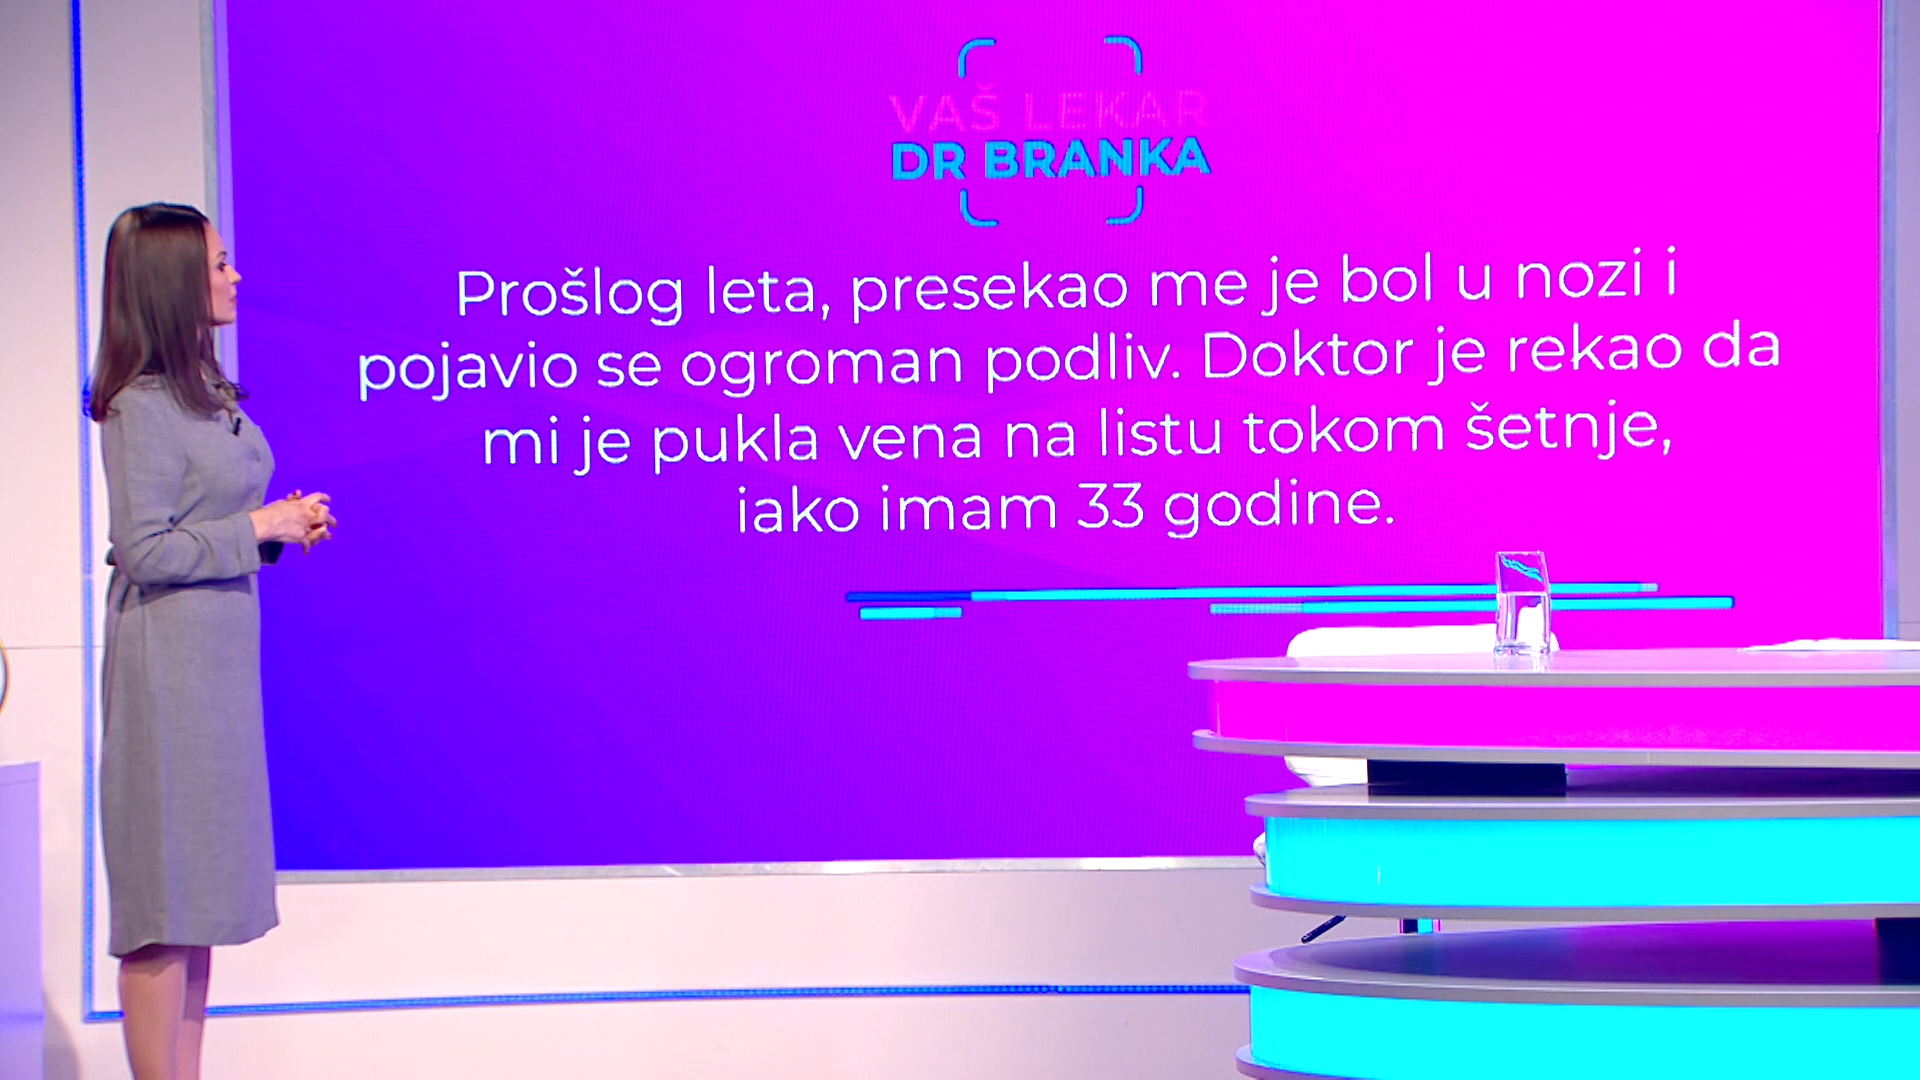 VAŠ LEKAR
DR BRANKA
Prošlog leta, presekao me je bol u nozi i
pojavio se ogroman podliv. Doktor je rekao da
mi je pukla vena na listu tokom šetnje,
iako imam 33 godine.